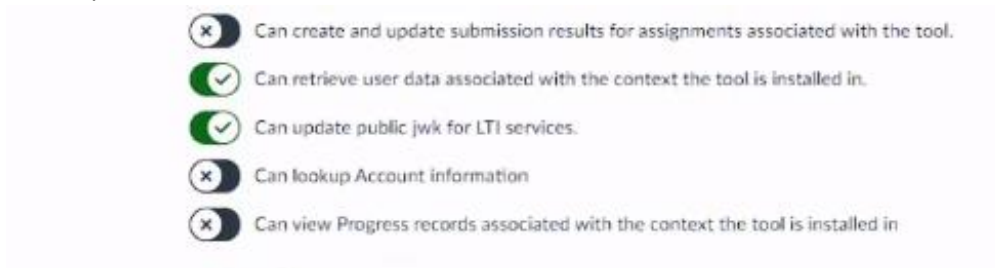 Can create and update submission results for assignments associated with the tool.
Can retrieve user data associated with the context the tool is installed in.
Can update public jwk for LTI services.
Can lookup Account information
Can view Progress records associated with the context the tool is installed in